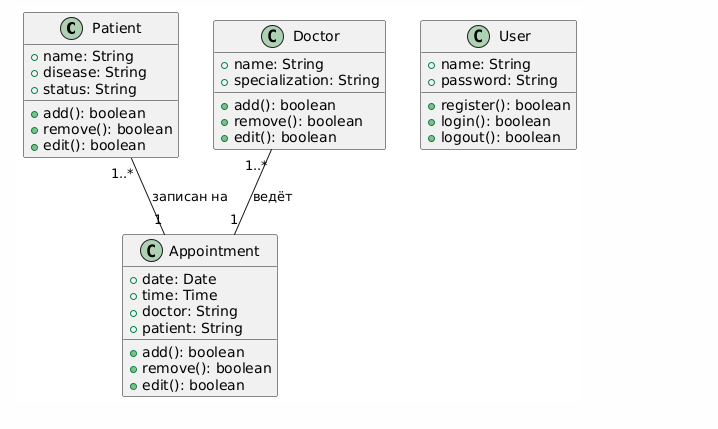 C Patient
+ name: String
+ disease: String
+ status: String
add(): boolean
remove(): boolean
edit(): boolean
C Doctor
name: String
specialization: String
add(): boolean
remove(): boolean
edit(): boolean
C User
name: String
password: String
register(): boolean
login(): boolean
logout(): boolean
1..*
записан на
1
1..*
ведёт
1
C Appointment
date: Date
time: Time
doctor: String
patient: String
add(): boolean
remove(): boolean
edit(): boolean